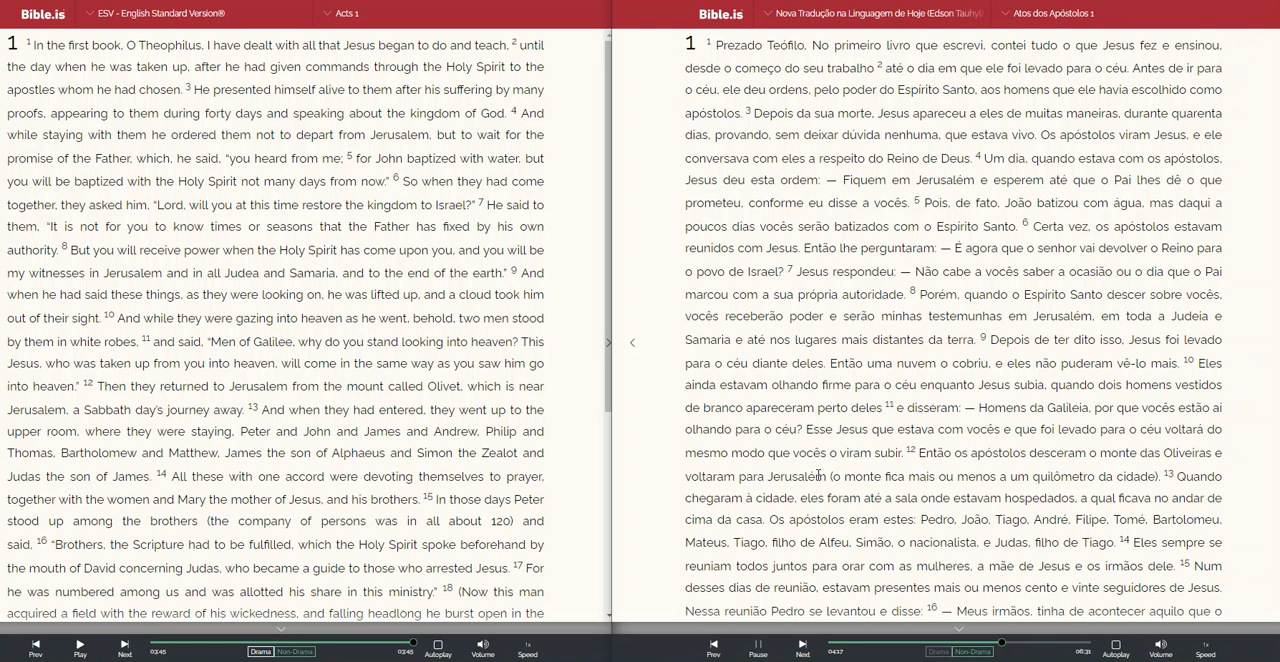 Bible.is
ESV - English Standard Version®
Acts 1
1 1 In the first book, O Theophilus, I have dealt with all that Jesus began to do and teach, 2 until
the day when he was taken up, after he had given commands through the Holy Spirit to the
apostles whom he had chosen. 3 He presented himself alive to them after his suffering by many
proofs, appearing to them during forty days and speaking about the kingdom of God. 4 And
while staying with them he ordered them not to depart from Jerusalem, but to wait for the
promise of the Father, which, he said, “you heard from me; 5 for John baptized with water, but
you will be baptized with the Holy Spirit not many days from now.” 6 So when they had come
together, they asked him, “Lord, will you at this time restore the kingdom to Israel?” 7 He said to
them, “It is not for you to know times or seasons that the Father has fixed by his own
authority. 8 But you will receive power when the Holy Spirit has come upon you, and you will be
my witnesses in Jerusalem and in all Judea and Samaria, and to the end of the earth.” 9 And
when he had said these things, as they were looking on, he was lifted up, and a cloud took him
out of their sight. 10 And while they were gazing into heaven as he went, behold, two men stood
by them in white robes, 11 and said, “Men of Galilee, why do you stand looking into heaven? This
Jesus, who was taken up from you into heaven, will come in the same way as you saw him go
into heaven.” 12 Then they returned to Jerusalem from the mount called Olivet, which is near
Jerusalem, a Sabbath day’s journey away. 13 And when they had entered, they went up to the
upper room, where they were staying, Peter and John and James and Andrew, Philip and
Thomas, Bartholomew and Matthew, James the son of Alphaeus and Simon the Zealot and
Judas the son of James. 14 All these with one accord were devoting themselves to prayer,
together with the women and Mary the mother of Jesus, and his brothers. 15 In those days Peter
stood up among the brothers (the company of persons was in all about 120) and
said, 16 “Brothers, the Scripture had to be fulfilled, which the Holy Spirit spoke beforehand by
the mouth of David concerning Judas, who became a guide to those who arrested Jesus. 17 For
he was numbered among us and was allotted his share in this ministry.” 18 (Now this man
acquired a field with the reward of his wickedness, and falling headlong he burst open in the
Prev
Play
Next
03:45
Drama Non-Drama
03:45
Autoplay
Volume
1x
Speed
Bible.is
Nova Tradução na Linguagem de Hoje (Edson Tauhyl)
Atos dos Apóstolos 1
1 1 Prezado Teófilo, No primeiro livro que escrevi, contei tudo o que Jesus fez e ensinou,
desde o começo do seu trabalho 2 até o dia em que ele foi levado para o céu. Antes de ir para
o céu, ele deu ordens, pelo poder do Espírito Santo, aos homens que ele havia escolhido como
apóstolos. 3 Depois da sua morte, Jesus apareceu a eles de muitas maneiras, durante quarenta
dias, provando, sem deixar dúvida nenhuma, que estava vivo. Os apóstolos viram Jesus, e ele
conversava com eles a respeito do Reino de Deus. 4 Um dia, quando estava com os apóstolos,
Jesus deu esta ordem: — Fiquem em Jerusalém e esperem até que o Pai lhes dê o que
prometeu, conforme eu disse a vocês. 5 Pois, de fato, João batizou com água, mas daqui a
poucos dias vocês serão batizados com o Espírito Santo. 6 Certa vez, os apóstolos estavam
reunidos com Jesus. Então lhe perguntaram: — É agora que o senhor vai devolver o Reino para
o povo de Israel? 7 Jesus respondeu: — Não cabe a vocês saber a ocasião ou o dia que o Pai
marcou com a sua própria autoridade. 8 Porém, quando o Espírito Santo descer sobre vocês,
vocês receberão poder e serão minhas testemunhas em Jerusalém, em toda a Judeia e
Samaria e até nos lugares mais distantes da terra. 9 Depois de ter dito isso, Jesus foi levado
para o céu diante deles. Então uma nuvem o cobriu, e eles não puderam vê-lo mais. 10 Eles
ainda estavam olhando firme para o céu enquanto Jesus subia, quando dois homens vestidos
de branco apareceram perto deles 11 e disseram: — Homens da Galileia, por que vocês estão aí
olhando para o céu? Esse Jesus que estava com vocês e que foi levado para o céu voltará do
mesmo modo que vocês o viram subir. 12 Então os apóstolos desceram o monte das Oliveiras e
voltaram para Jerusalém (o monte fica mais ou menos a um quilômetro da cidade). 13 Quando
chegaram à cidade, eles foram até a sala onde estavam hospedados, a qual ficava no andar de
cima da casa. Os apóstolos eram estes: Pedro, João, Tiago, André, Filipe, Tomé, Bartolomeu,
Mateus, Tiago, filho de Alfeu, Simão, o nacionalista, e Judas, filho de Tiago. 14 Eles sempre se
reuniam todos juntos para orar com as mulheres, a mãe de Jesus e os irmãos dele. 15 Num
desses dias de reunião, estavam presentes mais ou menos cento e vinte seguidores de Jesus.
Nessa reunião Pedro se levantou e disse: 16 — Meus irmãos, tinha de acontecer aquilo que o
Prev
Pause
Next
04:17
Drama Non-Drama
06:31
Autoplay
Volume
1x
Speed